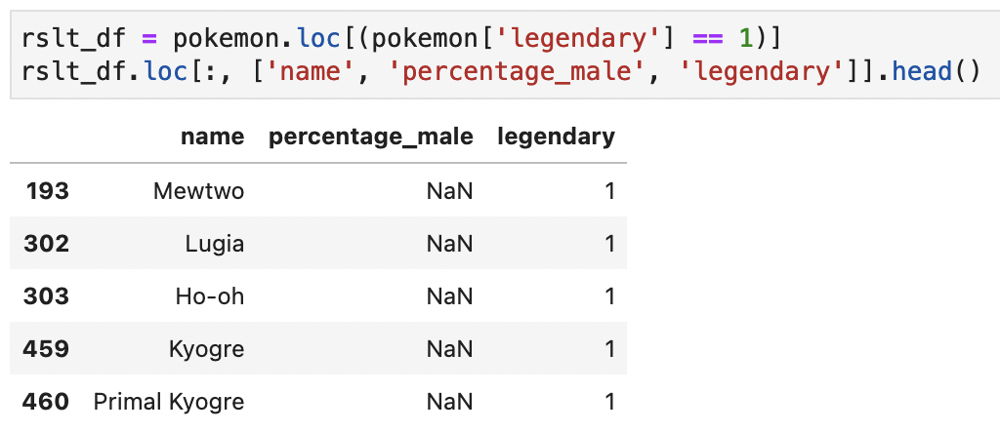 rslt_df = pokemon.loc[(pokemon['legendary'] == 1)]
rslt_df.loc[:, ['name', 'percentage_male', 'legendary']].head()
name percentage_male legendary
193 Mewtwo NaN 1
302 Lugia NaN 1
303 Ho-oh NaN 1
459 Kyogre NaN 1
460 Primal Kyogre NaN 1